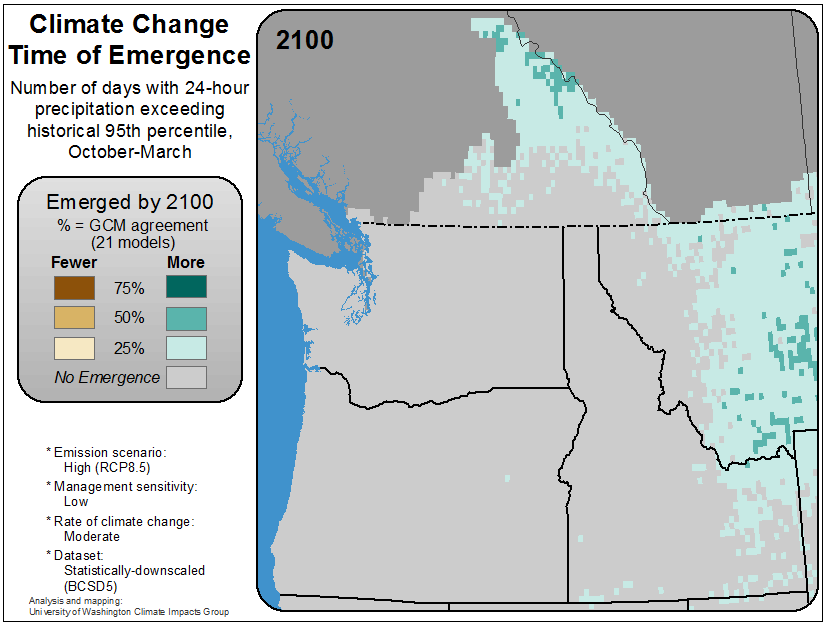 Climate Change
Time of Emergence
Number of days with 24-hour
precipitation exceeding
historical 95th percentile,
October-March
Emerged by 2100
% = GCM agreement
(21 models)
Fewer More
75%
50%
25%
No Emergence
* Emission scenario:
High (RCP8.5)
* Management sensitivity:
Low
* Rate of climate change:
Moderate
* Dataset:
Statistically-downscaled
(BCSD5)
Analysis and mapping:
University of Washington Climate Impacts Group
2100